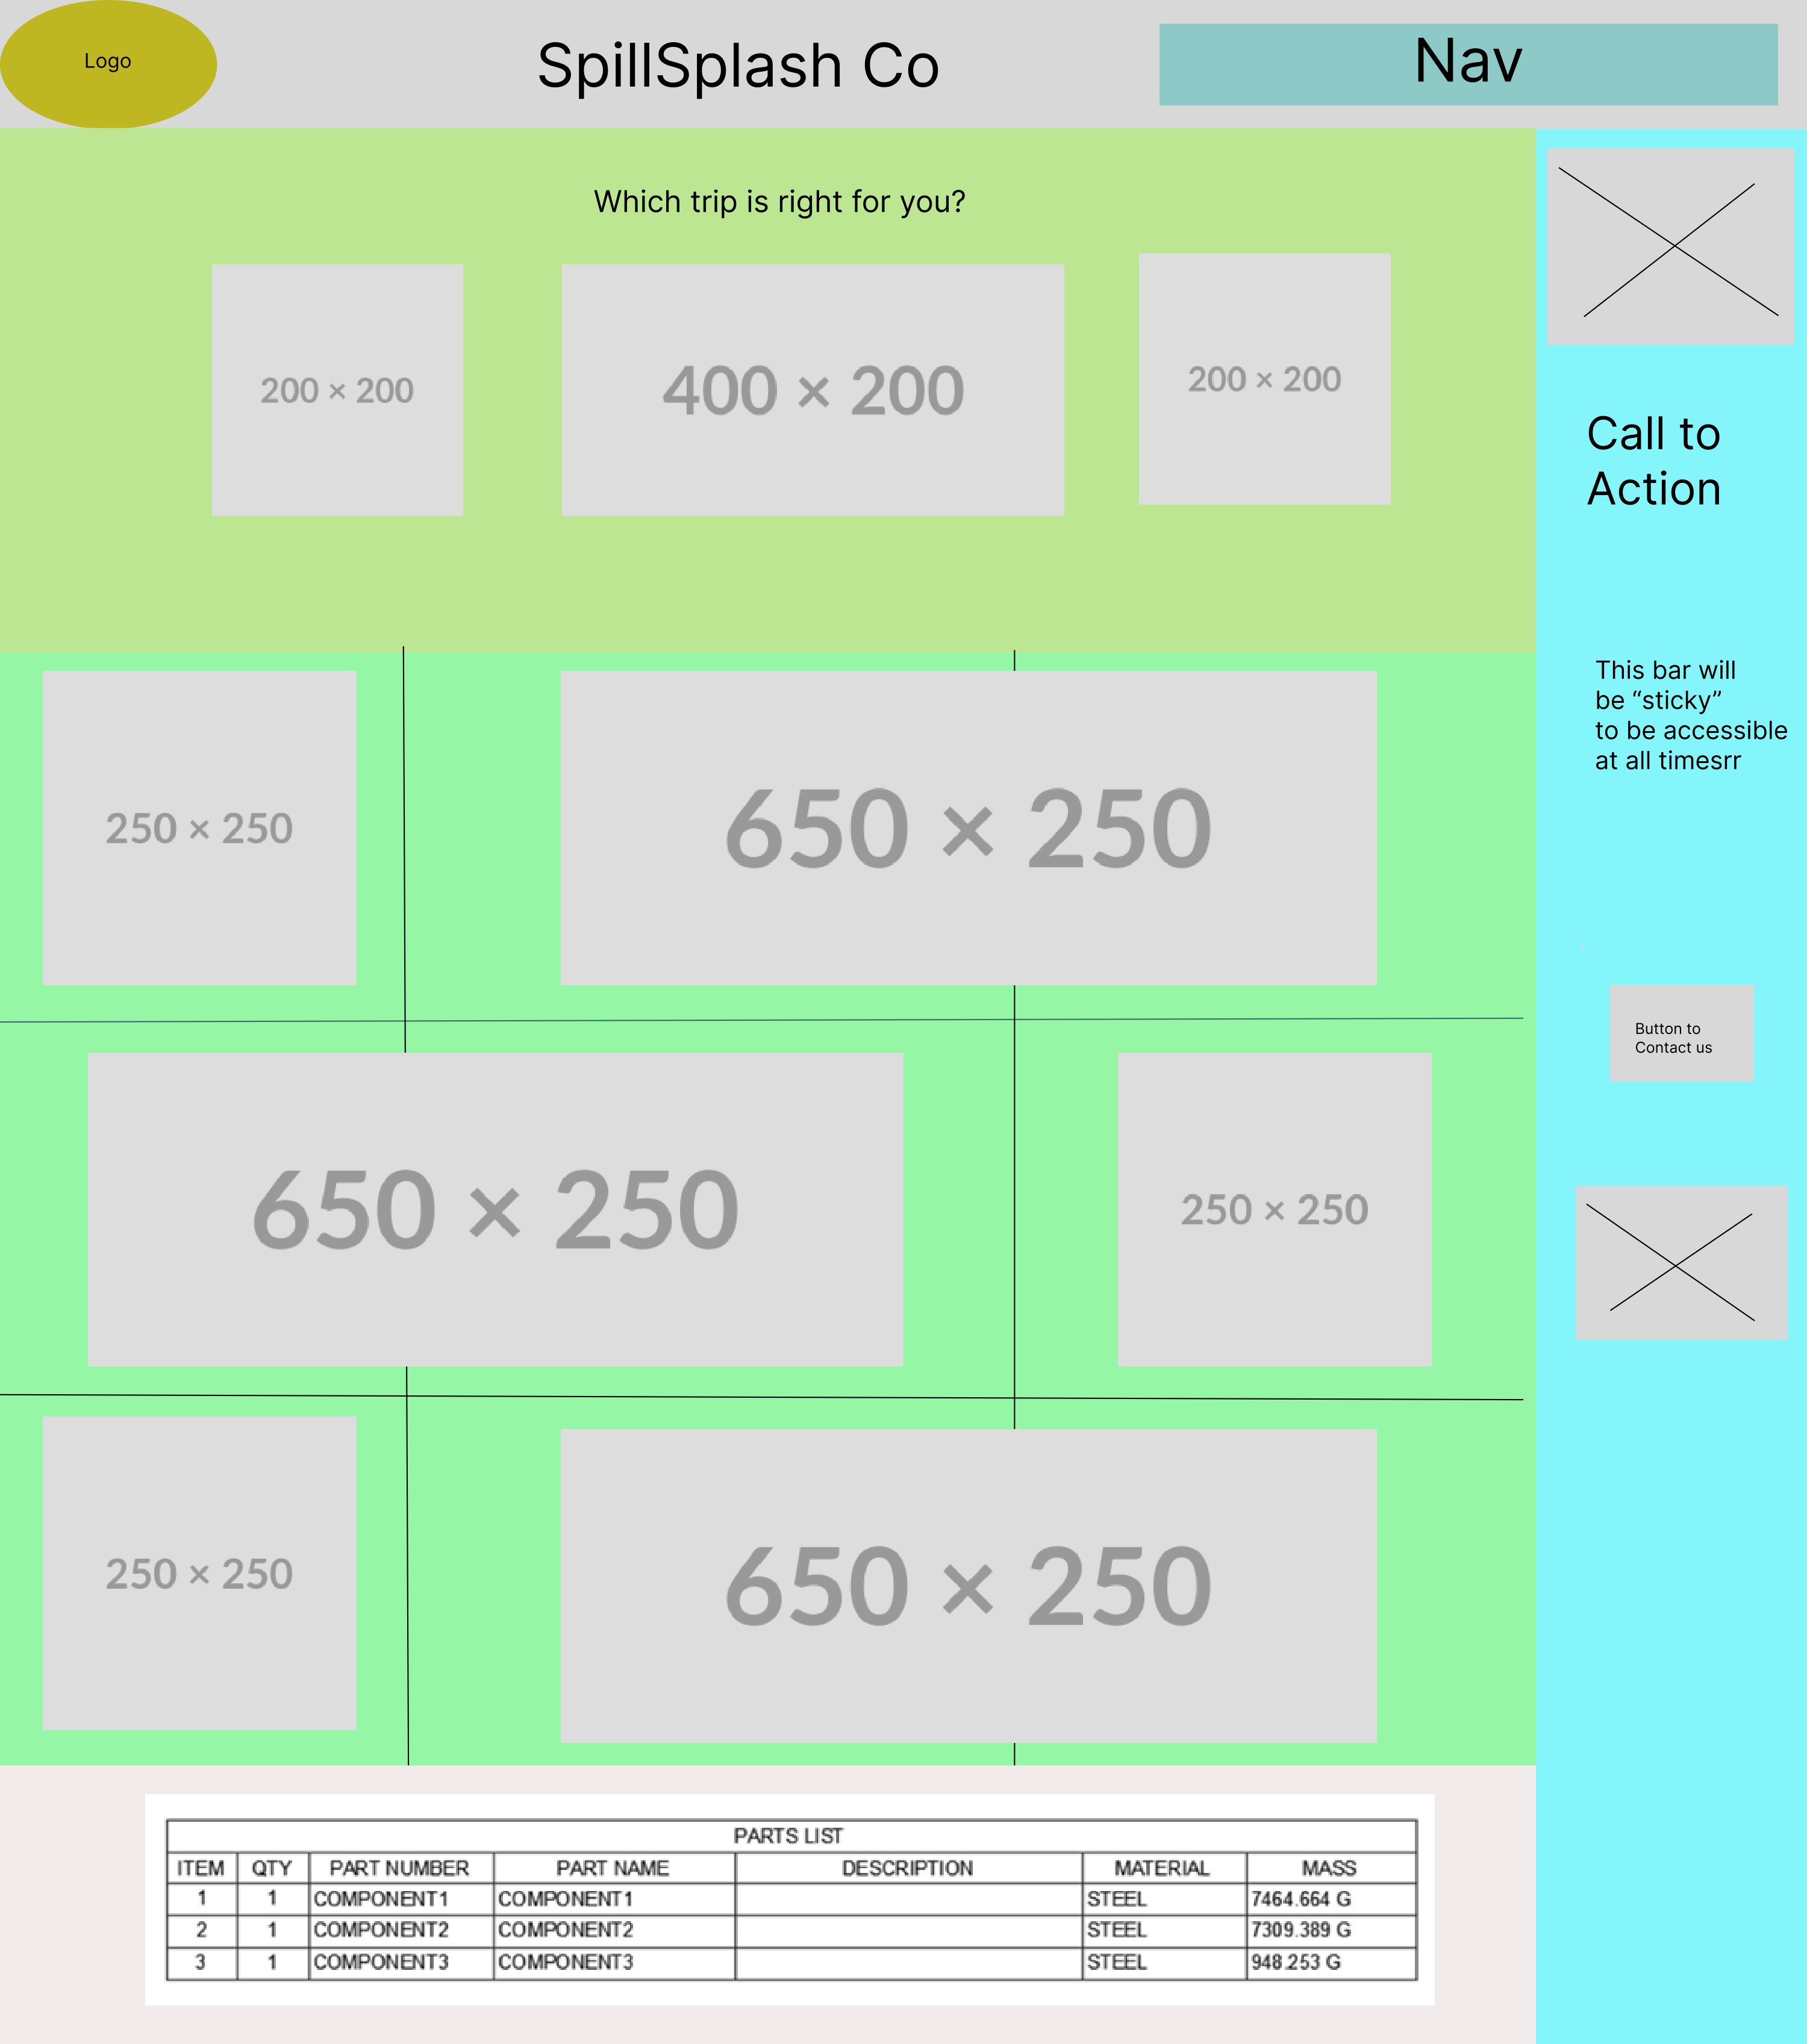 Logo
SpillSplash Co
Nav
Which trip is right for you?
200 × 200
400 × 200
200 × 200
Call to
Action
This bar will
be “sticky”
to be accessible
at all timesrr
250 × 250
650 × 250
Button to
Contact us
650 × 250
250 × 250
250 × 250
650 × 250
PARTS LIST
ITEM QTY PART NUMBER PART NAME DESCRIPTION MATERIAL MASS
1 1 COMPONENT1 COMPONENT1 STEEL 7464.664 G
2 1 COMPONENT2 COMPONENT2 STEEL 7309.389 G
3 1 COMPONENT3 COMPONENT3 STEEL 948.253 G